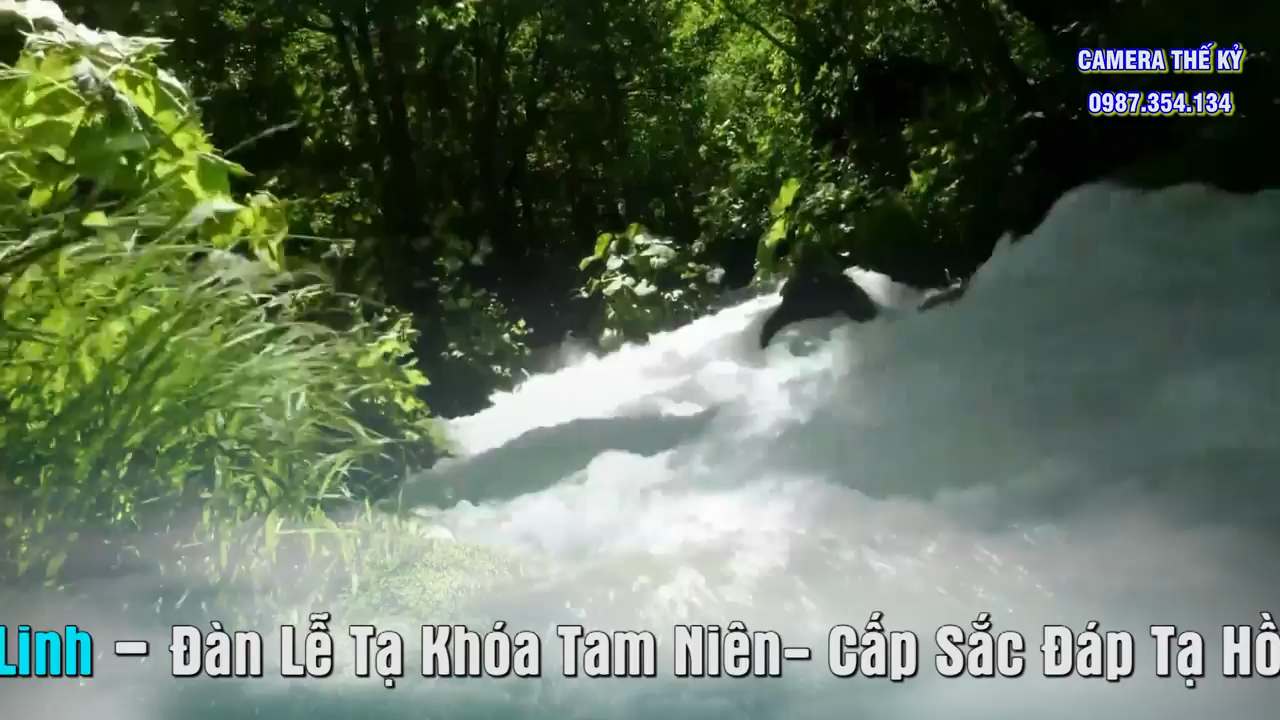 CAMERA THẾ KỶ
0987.354.134
Linh – Đàn Lễ Tạ Khóa Tam Niên- Cấp Sắc Đáp Tạ Hồ